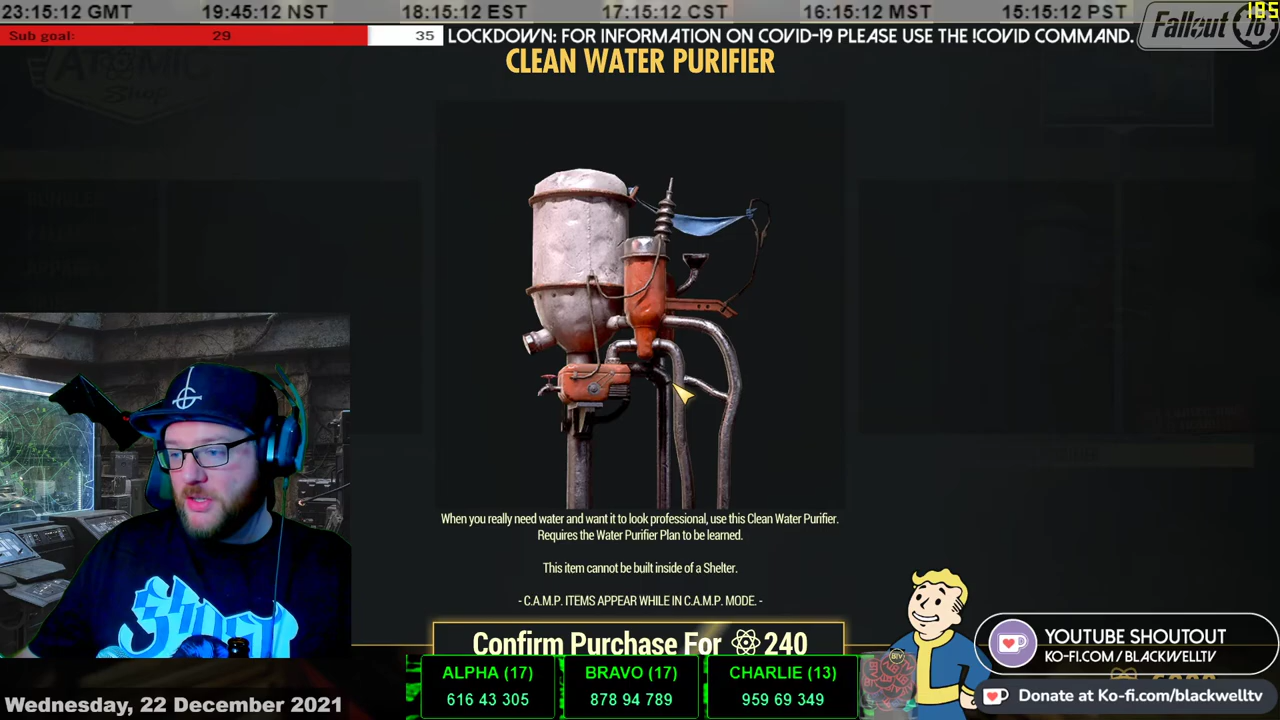 23:15:12 GMT 19:45:12 NST 18:15:12 EST 17:15:12 CST 16:15:12 MST 15:15:12 PST 185
Sub goal: 29 35 LOCKDOWN: FOR INFORMATION ON COVID-19 PLEASE USE THE !COVID COMMAND. Fallout 76
ATOMIC
Shop
CLEAN WATER PURIFIER
BUNDLES
APPAREL
When you really need water and want it to look professional, use this Clean Water Purifier.
Requires the Water Purifier Plan to be learned.
This item cannot be built inside of a Shelter.
- C.A.M.P. ITEMS APPEAR WHILE IN C.A.M.P. MODE. -
Confirm Purchase For 240
ALPHA (17) BRAVO (17) CHARLIE (13)
616 43 305 878 94 789 959 69 349
YOUTUBE SHOUTOUT
KO-FI.COM / BLACKWELLTV
Donate at Ko-fi.com/blackwelltv
Wednesday, 22 December 2021